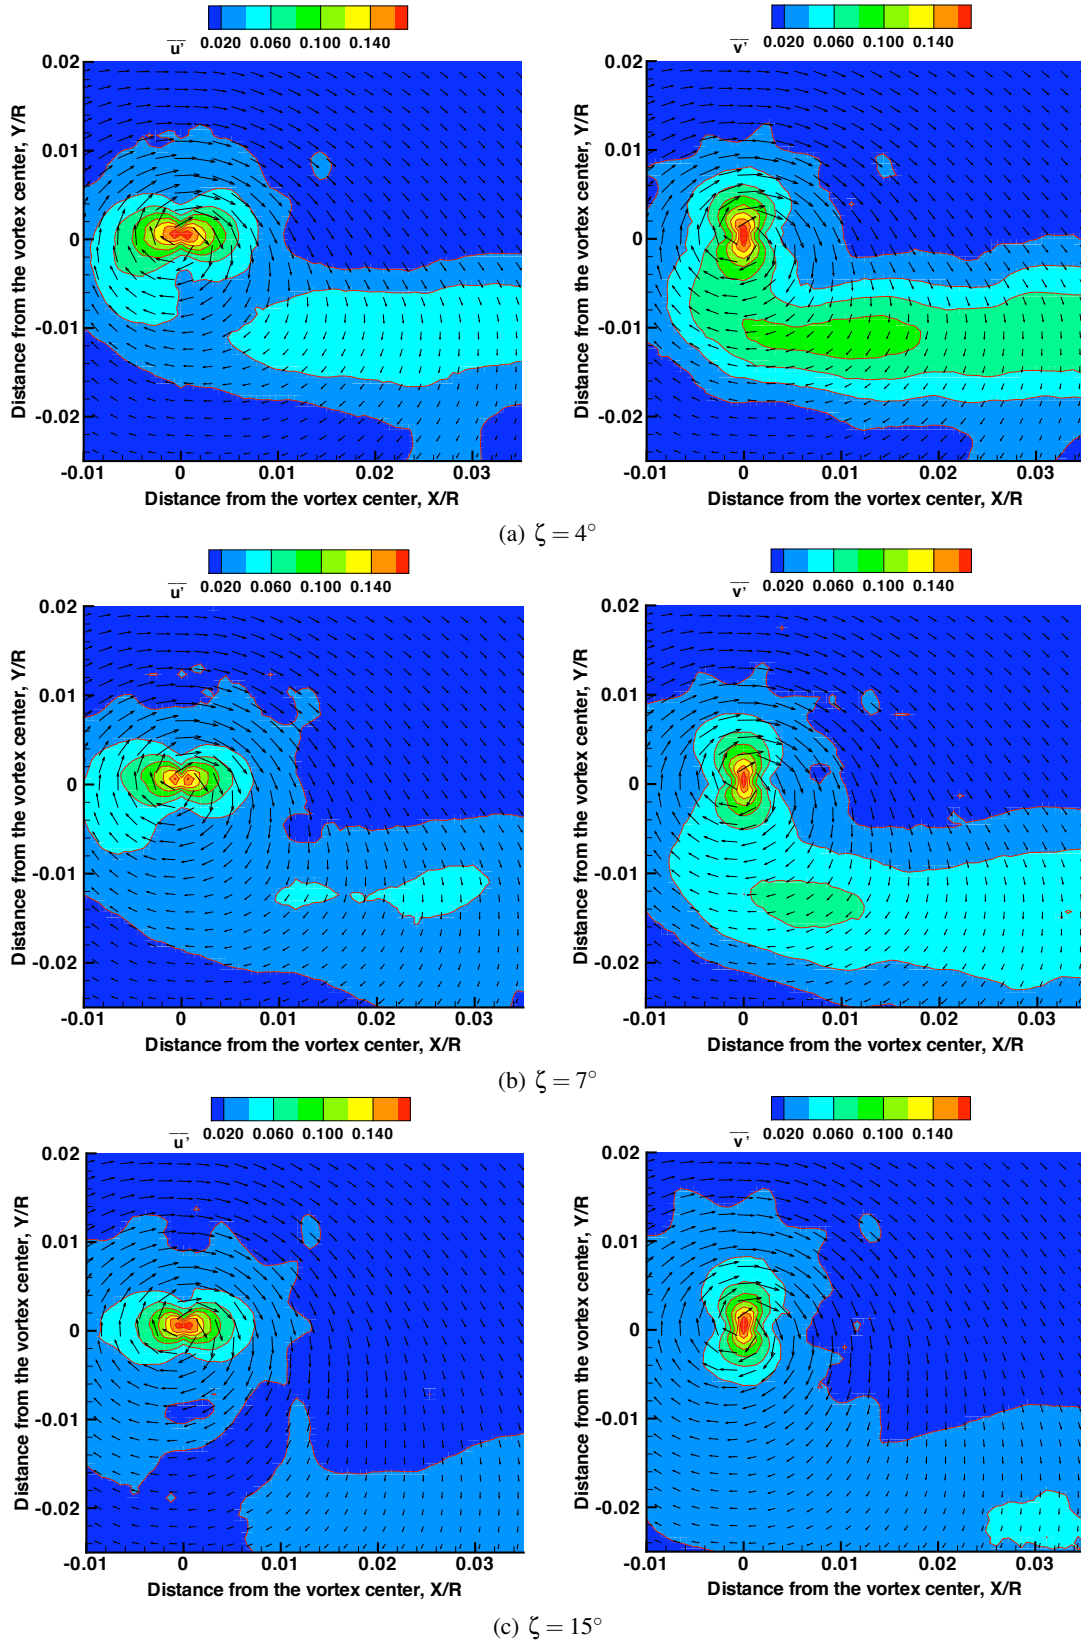 u' 0.020 0.060 0.100 0.140
v' 0.020 0.060 0.100 0.140
0.02
0.01
0
-0.01
-0.02
Distance from the vortex center, Y/R
-0.01 0 0.01 0.02 0.03
Distance from the vortex center, X/R
0.02
0.01
0
-0.01
-0.02
Distance from the vortex center, Y/R
-0.01 0 0.01 0.02 0.03
Distance from the vortex center, X/R
(a) ζ = 4°
u' 0.020 0.060 0.100 0.140
v' 0.020 0.060 0.100 0.140
0.02
0.01
0
-0.01
-0.02
Distance from the vortex center, Y/R
-0.01 0 0.01 0.02 0.03
Distance from the vortex center, X/R
0.02
0.01
0
-0.01
-0.02
Distance from the vortex center, Y/R
-0.01 0 0.01 0.02 0.03
Distance from the vortex center, X/R
(b) ζ = 7°
u' 0.020 0.060 0.100 0.140
v' 0.020 0.060 0.100 0.140
0.02
0.01
0
-0.01
-0.02
Distance from the vortex center, Y/R
-0.01 0 0.01 0.02 0.03
Distance from the vortex center, X/R
0.02
0.01
0
-0.01
-0.02
Distance from the vortex center, Y/R
-0.01 0 0.01 0.02 0.03
Distance from the vortex center, X/R
(c) ζ = 15°